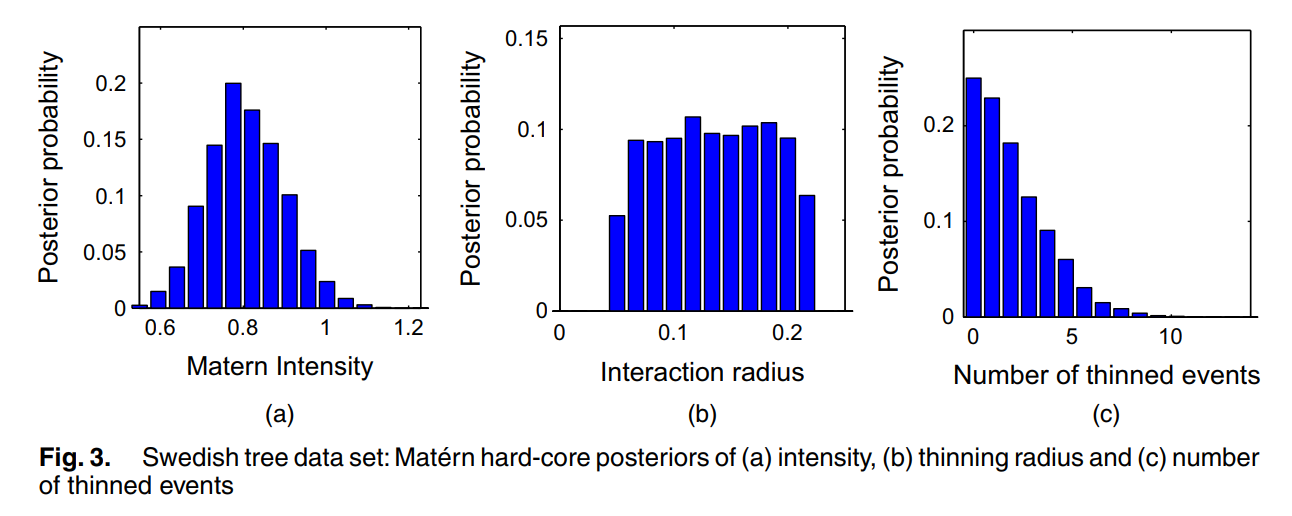 Posterior probability
0.2
0.15
0.1
0.05
0
0.6
0.8
1
1.2
Matern Intensity
(a)
Posterior probability
0.15
0.1
0.05
0
0
0.1
0.2
Interaction radius
(b)
Posterior probability
0.2
0.1
0
0
5
10
Number of thinned events
(c)
Fig. 3. Swedish tree data set: Matérn hard-core posteriors of (a) intensity, (b) thinning radius and (c) number
of thinned events